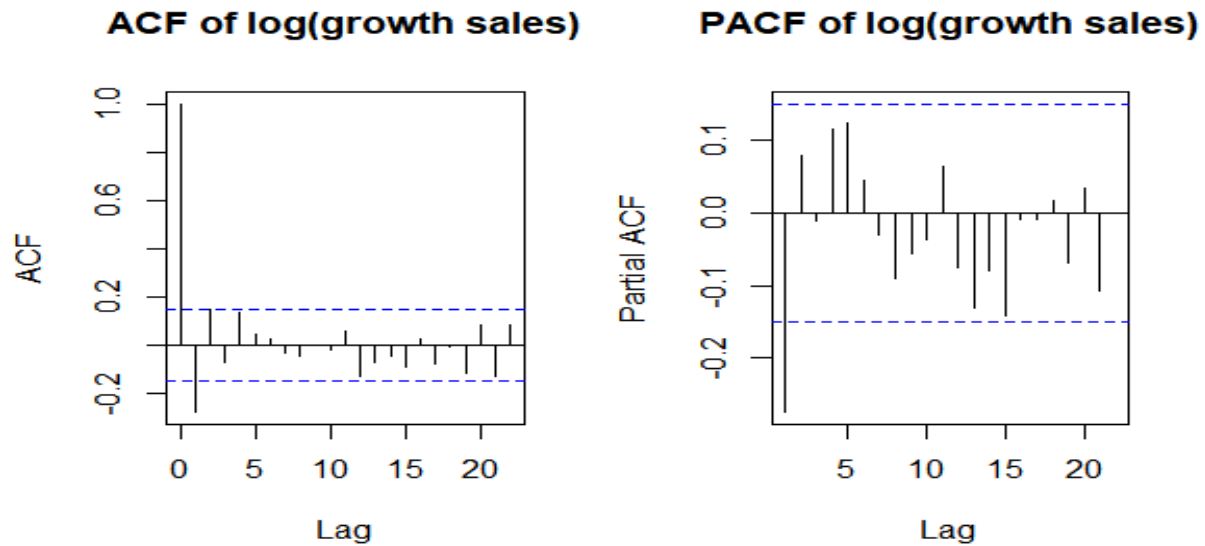 ACF of log(growth sales)
ACF
1.0
0.6
0.2
-0.2
0 5 10 15 20
Lag
PACF of log(growth sales)
Partial ACF
0.1
0.0
-0.1
-0.2
5 10 15 20
Lag